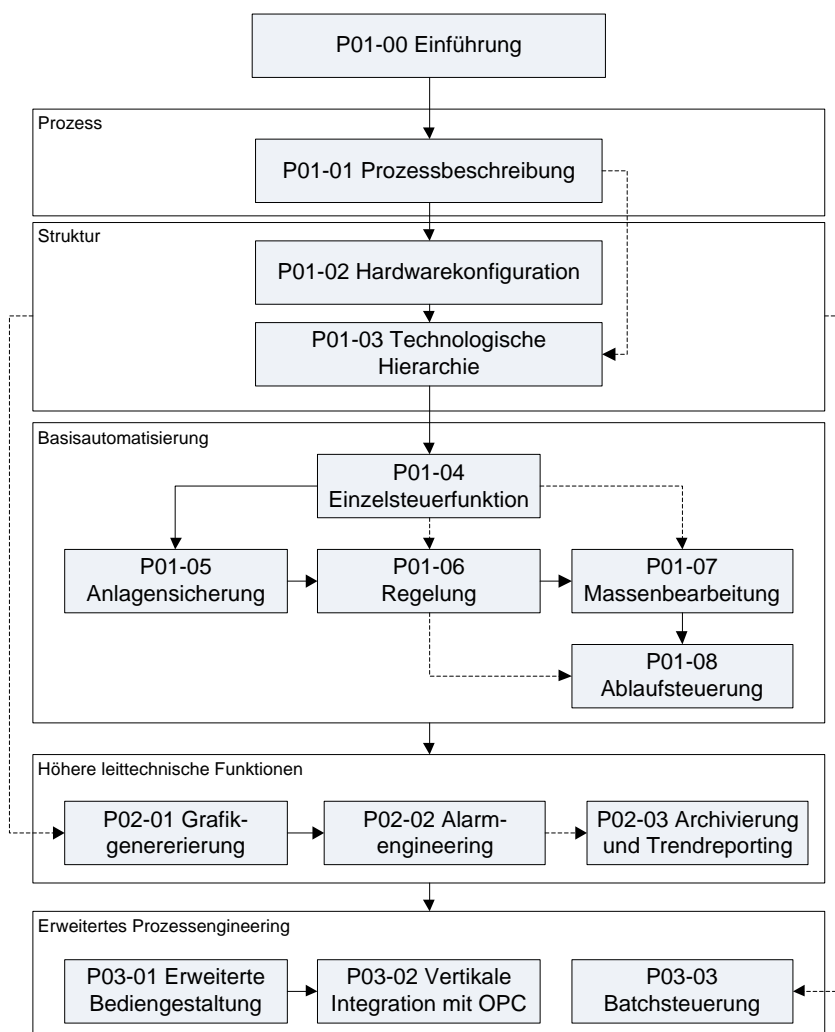 P01-00 Einführung
Prozess
P01-01 Prozessbeschreibung
Struktur
P01-02 Hardwarekonfiguration
P01-03 Technologische
Hierarchie
Basisautomatisierung
P01-04
Einzelsteuerfunktion
P01-05
Anlagensicherung
P01-06
Regelung
P01-07
Massenbearbeitung
P01-08
Ablaufsteuerung
Höhere leittechnische Funktionen
P02-01 Grafik-
genererierung
P02-02 Alarm-
engineering
P02-03 Archivierung
und Trendreporting
Erweitertes Prozessengineering
P03-01 Erweiterte
Bediengestaltung
P03-02 Vertikale
Integration mit OPC
P03-03
Batchsteuerung